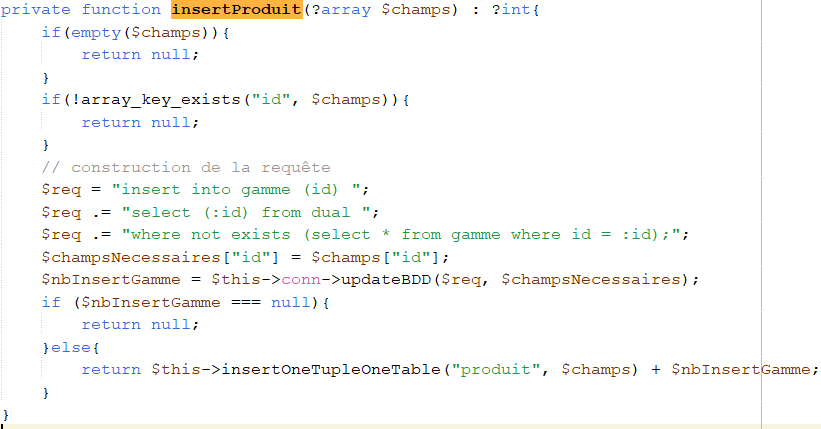 private function insertProduit(?array $champs) : ?int{
    if(empty($champs)){
        return null;
    }
    if(!array_key_exists("id", $champs)){
        return null;
    }
    // construction de la requête
    $req = "insert into gamme (id) ";
    $req .= "select (:id) from dual ";
    $req .= "where not exists (select * from gamme where id = :id);";
    $champsNecessaires["id"] = $champs["id"];
    $nbInsertGamme = $this->conn->updateBDD($req, $champsNecessaires);
    if ($nbInsertGamme === null){
        return null;
    }else{
        return $this->insertOneTupleOneTable("produit", $champs) + $nbInsertGamme;
    }
}